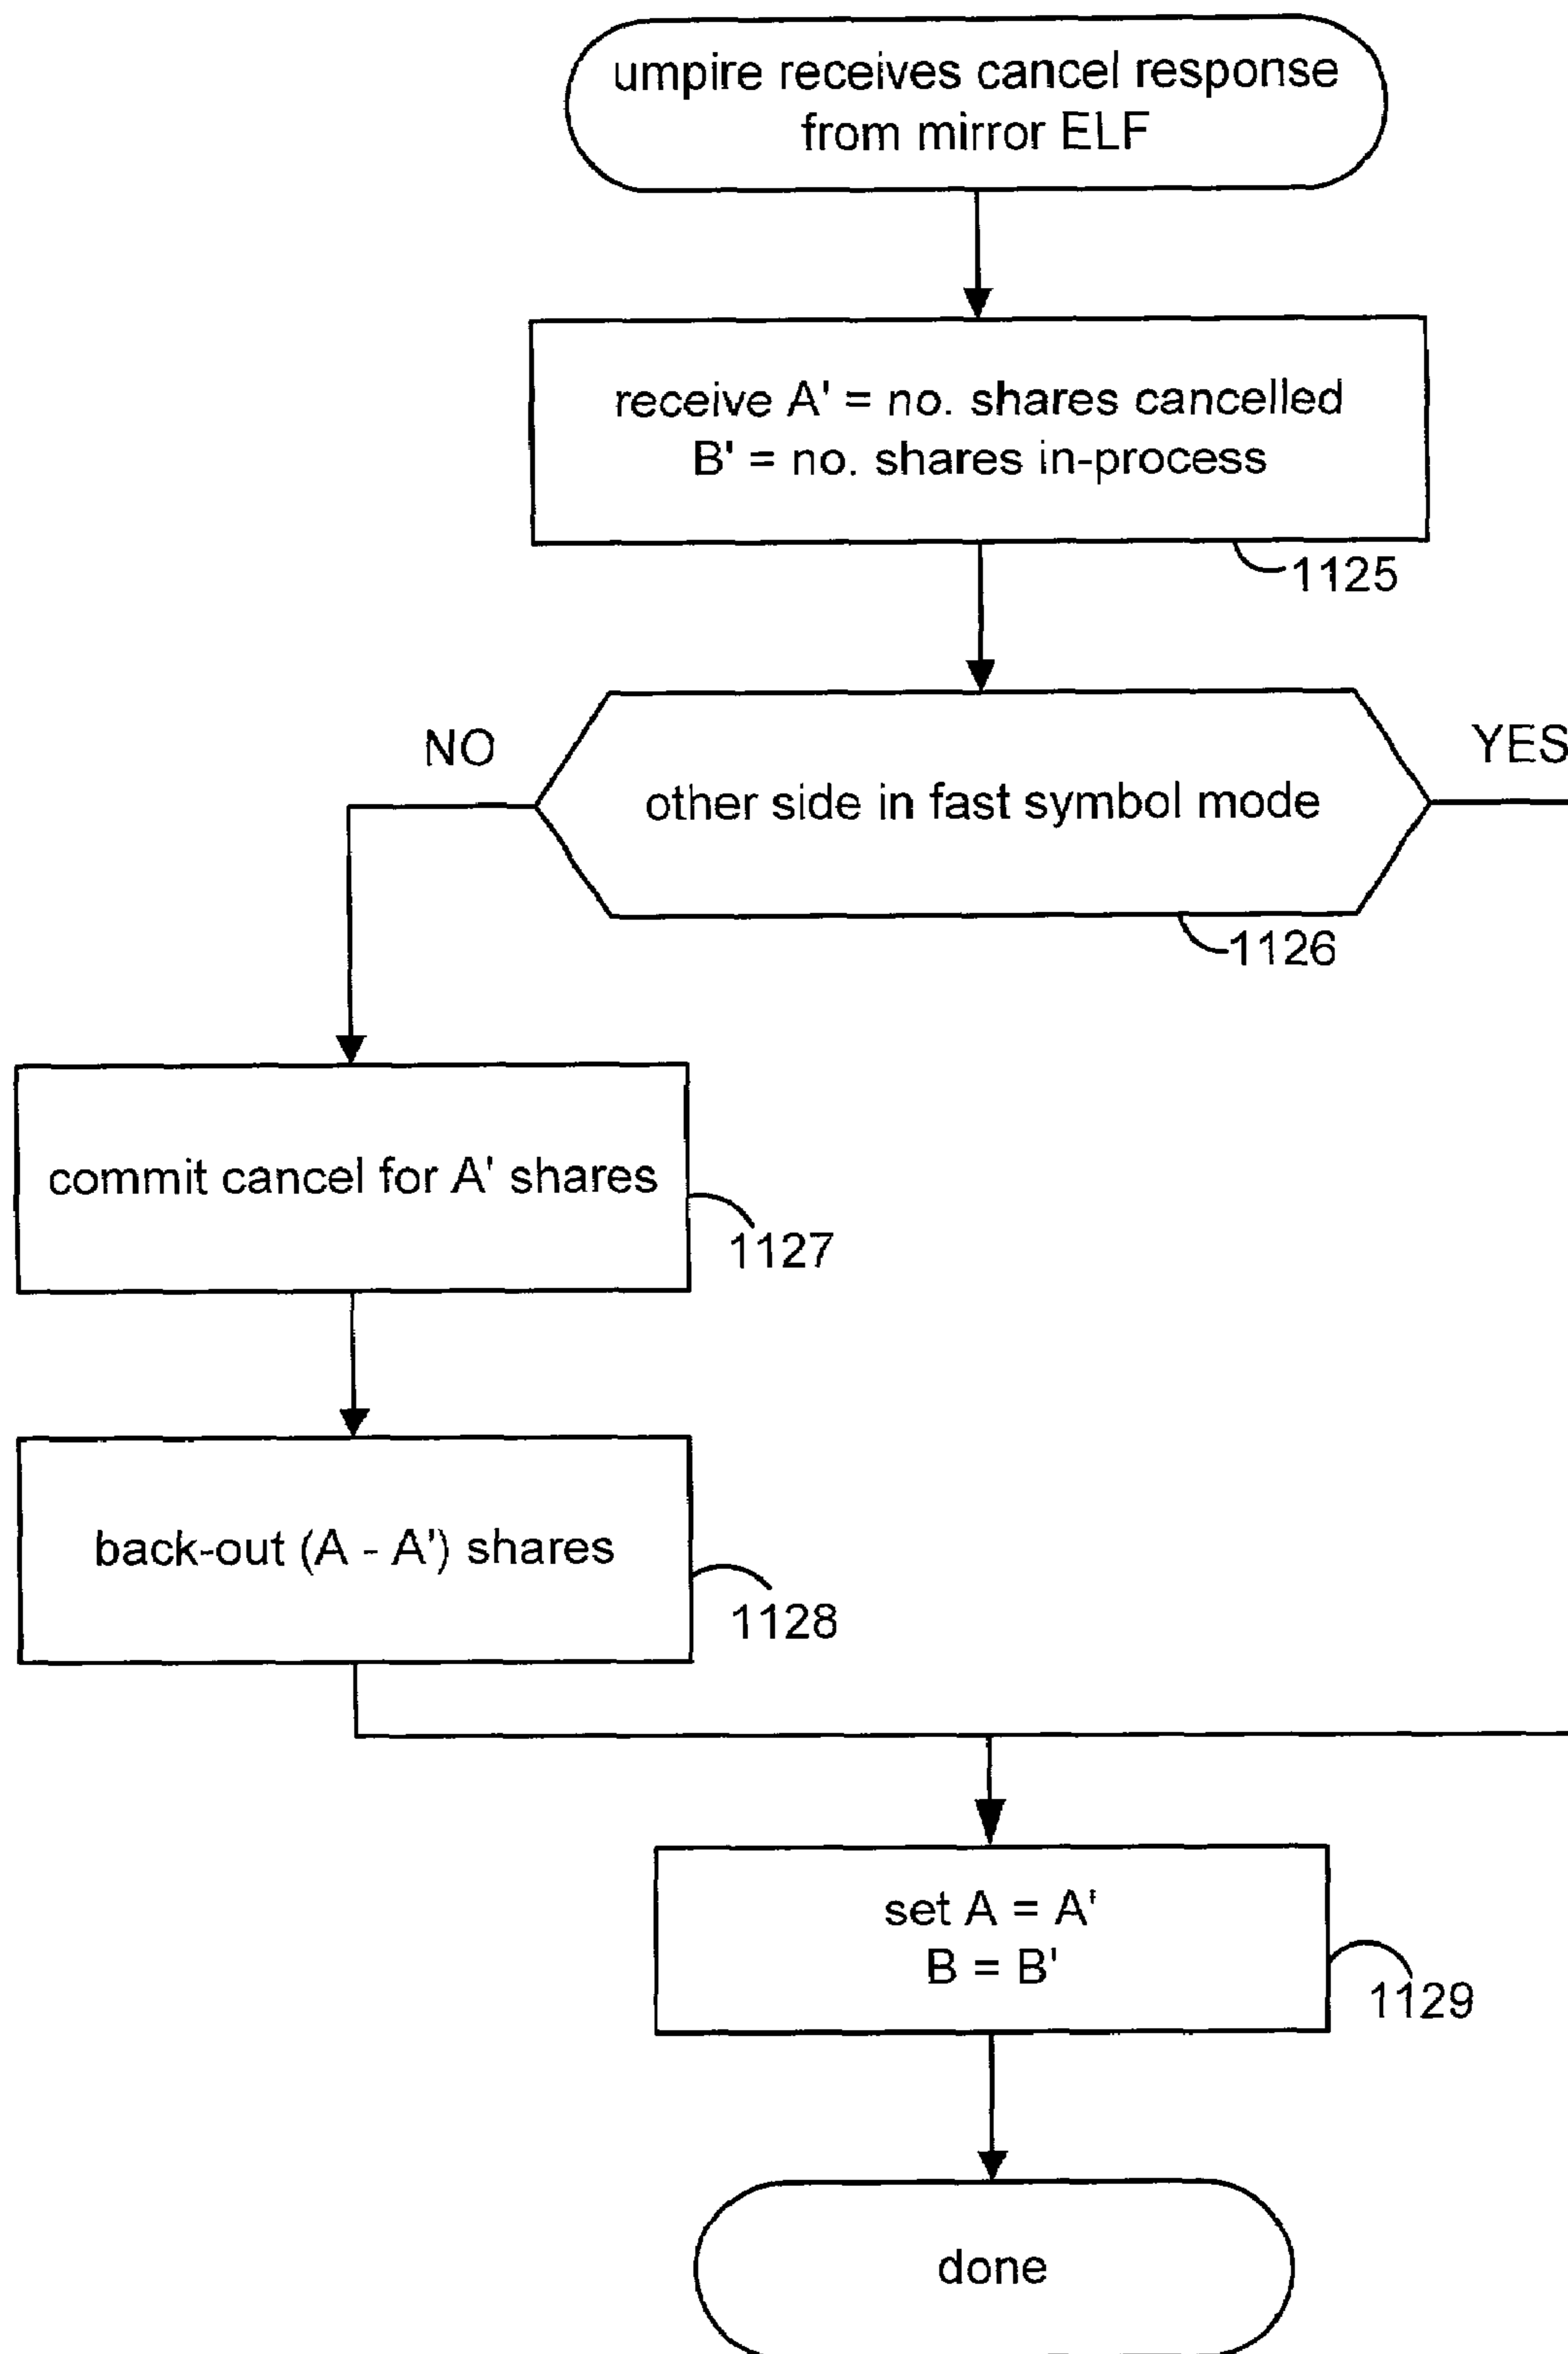 umpire receives cancel response
from mirror ELF
receive A' = no. shares cancelled
B' = no. shares in-process
1125
NO
YES
other side in fast symbol mode
1126
commit cancel for A' shares
1127
back-out (A - A') shares
1128
set A = A'
B = B'
1129
done